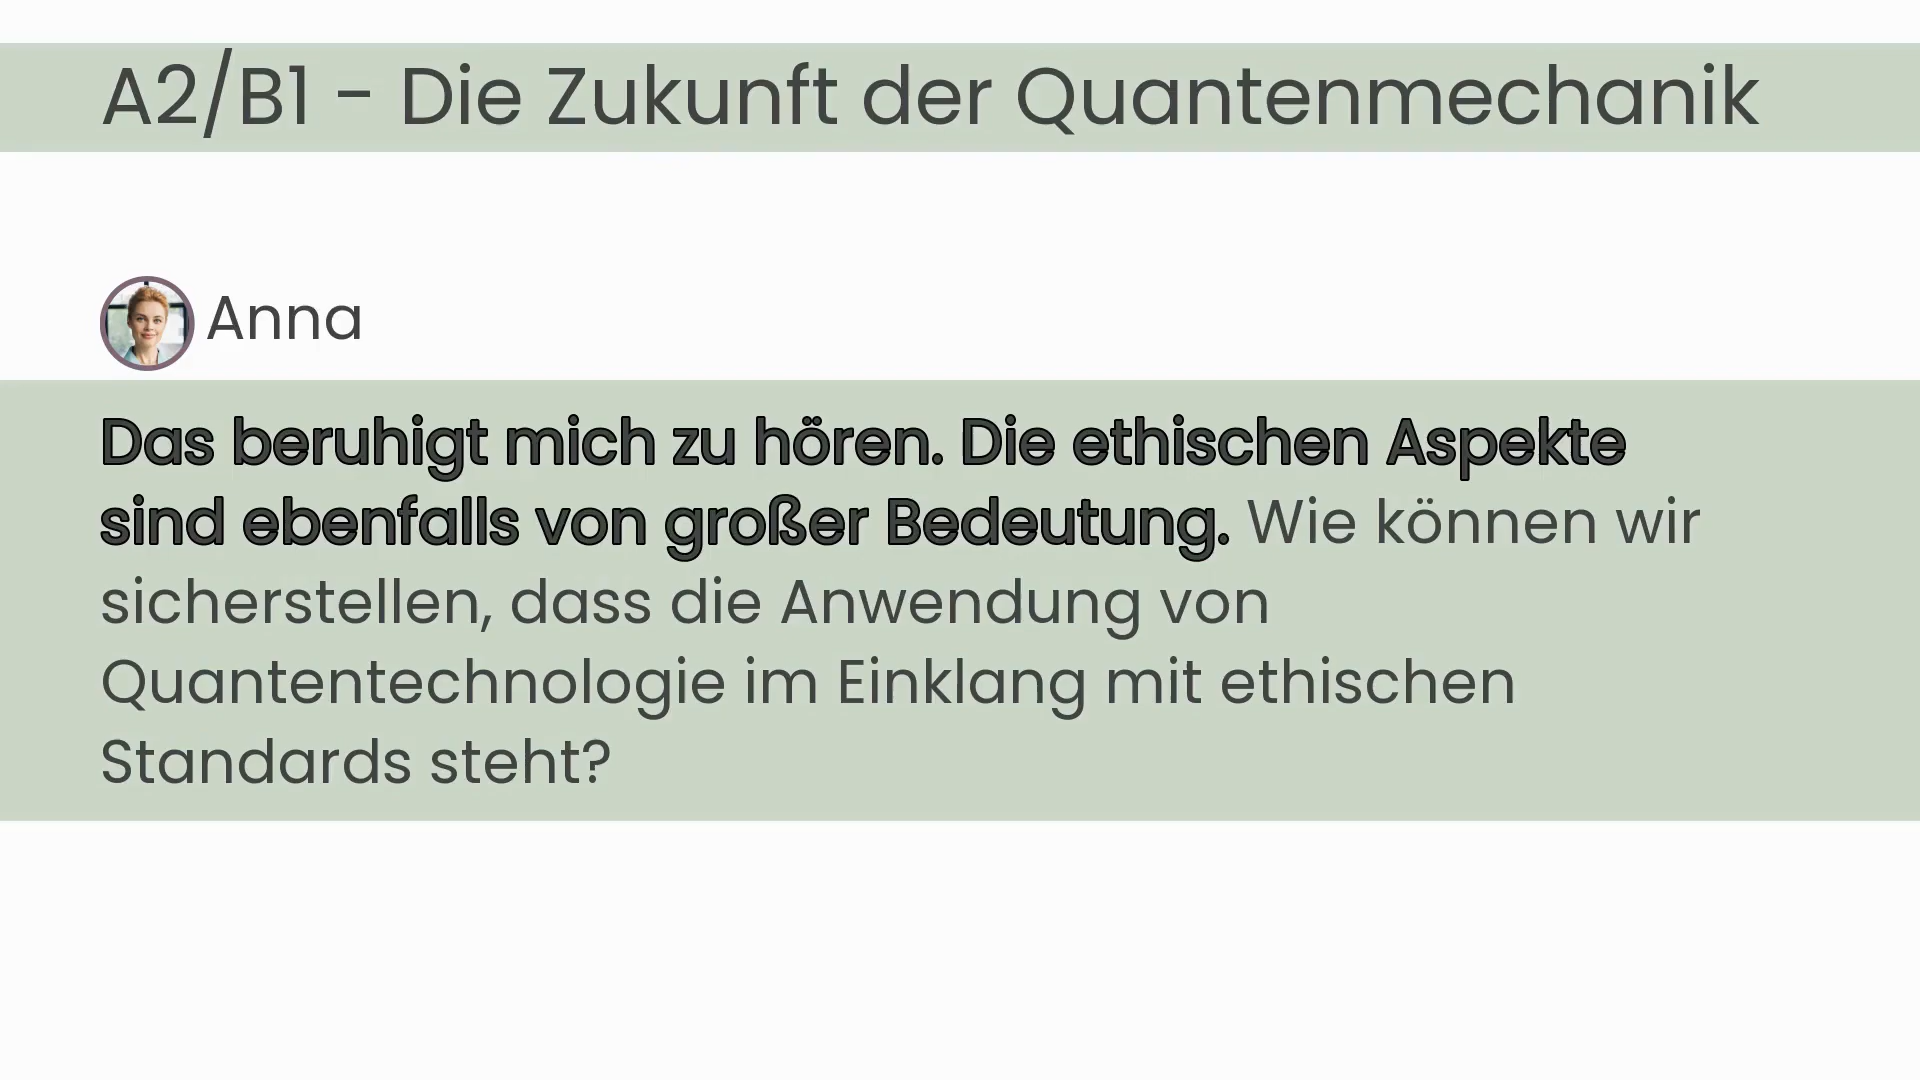 A2/B1 - Die Zukunft der Quantenmechanik
Anna
Das beruhigt mich zu hören. Die ethischen Aspekte
sind ebenfalls von großer Bedeutung. Wie können wir
sicherstellen, dass die Anwendung von
Quantentechnologie im Einklang mit ethischen
Standards steht?